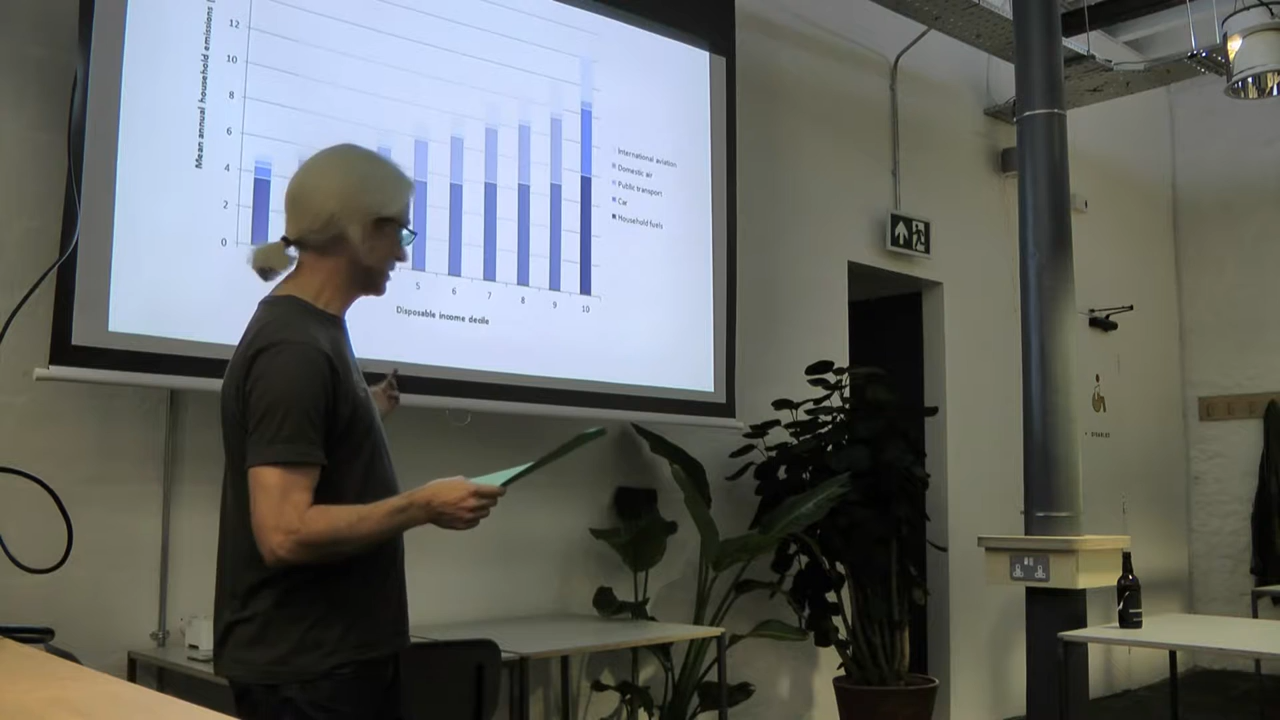 Mean annual household emissions
12
10
8
6
4
2
0
5
6
7
8
9
10
Disposable income decile
International aviation
Domestic air
Public transport
Car
Household fuels